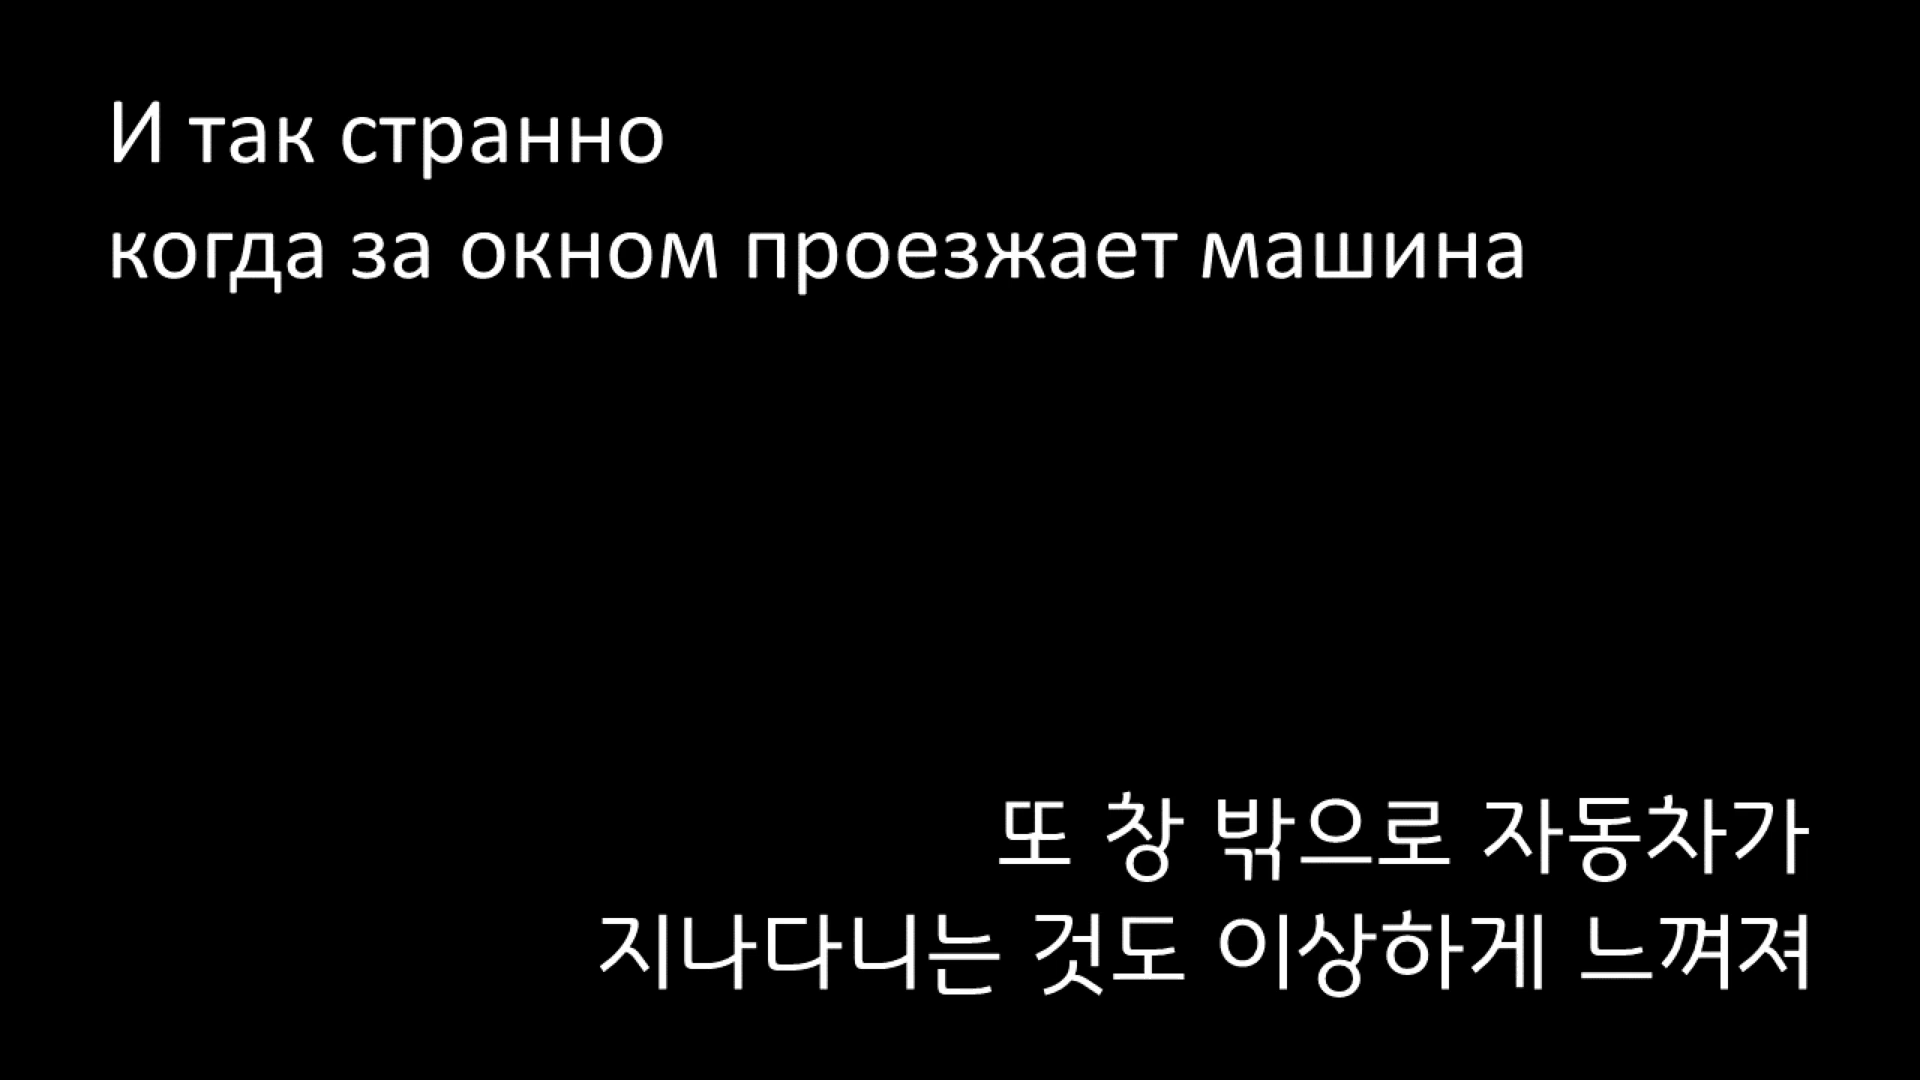 И так странно
когда за окном проезжает машина
또 창 밖으로 자동차가
지나다니는 것도 이상하게 느껴져